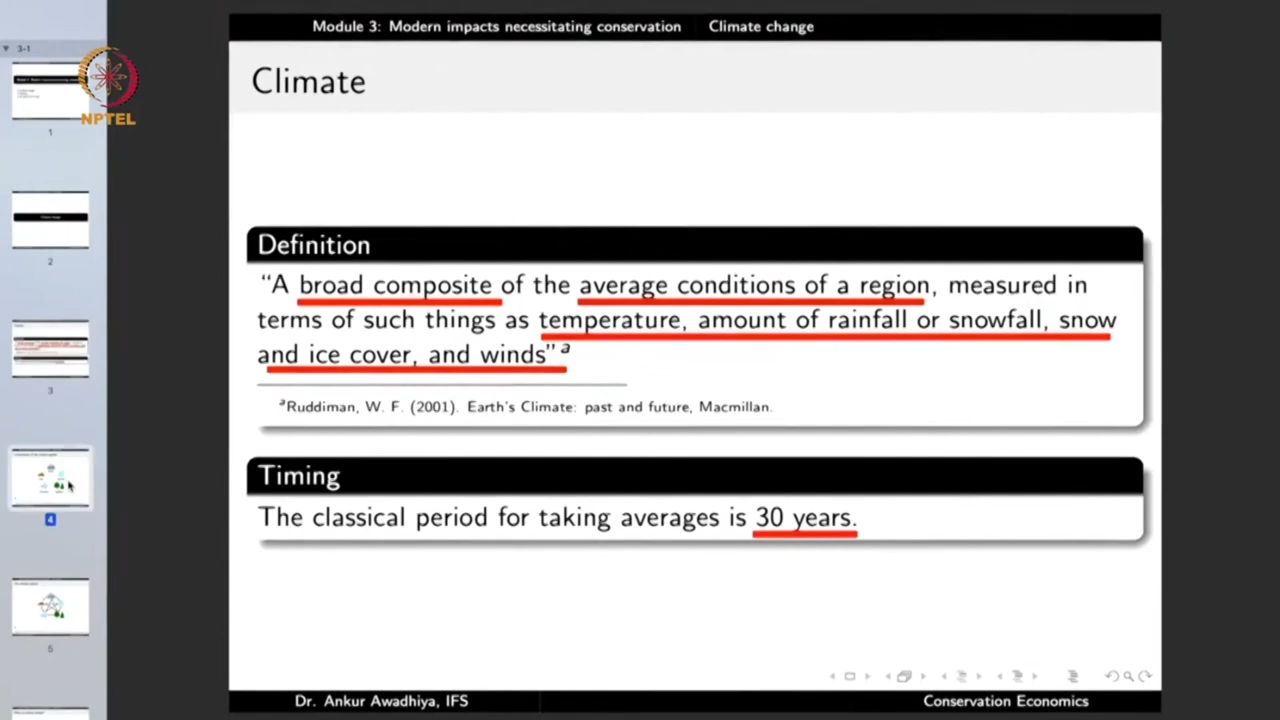 Module 3: Modern impacts necessitating conservation Climate change
3-1
NPTEL
Climate
1
Definition
“A broad composite of the average conditions of a region, measured in
terms of such things as temperature, amount of rainfall or snowfall, snow
and ice cover, and winds” a
aRuddiman, W. F. (2001). Earth's Climate: past and future, Macmillan.
2
3
Timing
The classical period for taking averages is 30 years.
4
5
Dr. Ankur Awadhiya, IFS Conservation Economics